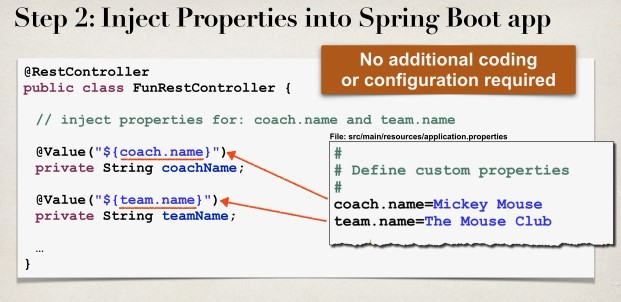 Step 2: Inject Properties into Spring Boot app
No additional coding
or configuration required
@RestController
public class FunRestController {
// inject properties for: coach.name and team.name
@Value("${coach.name}")
private String coachName;
@Value("${team.name}")
private String teamName;
…
}
File: src/main/resources/application.properties
#
# Define custom properties
#
coach.name=Mickey Mouse
team.name=The Mouse Club